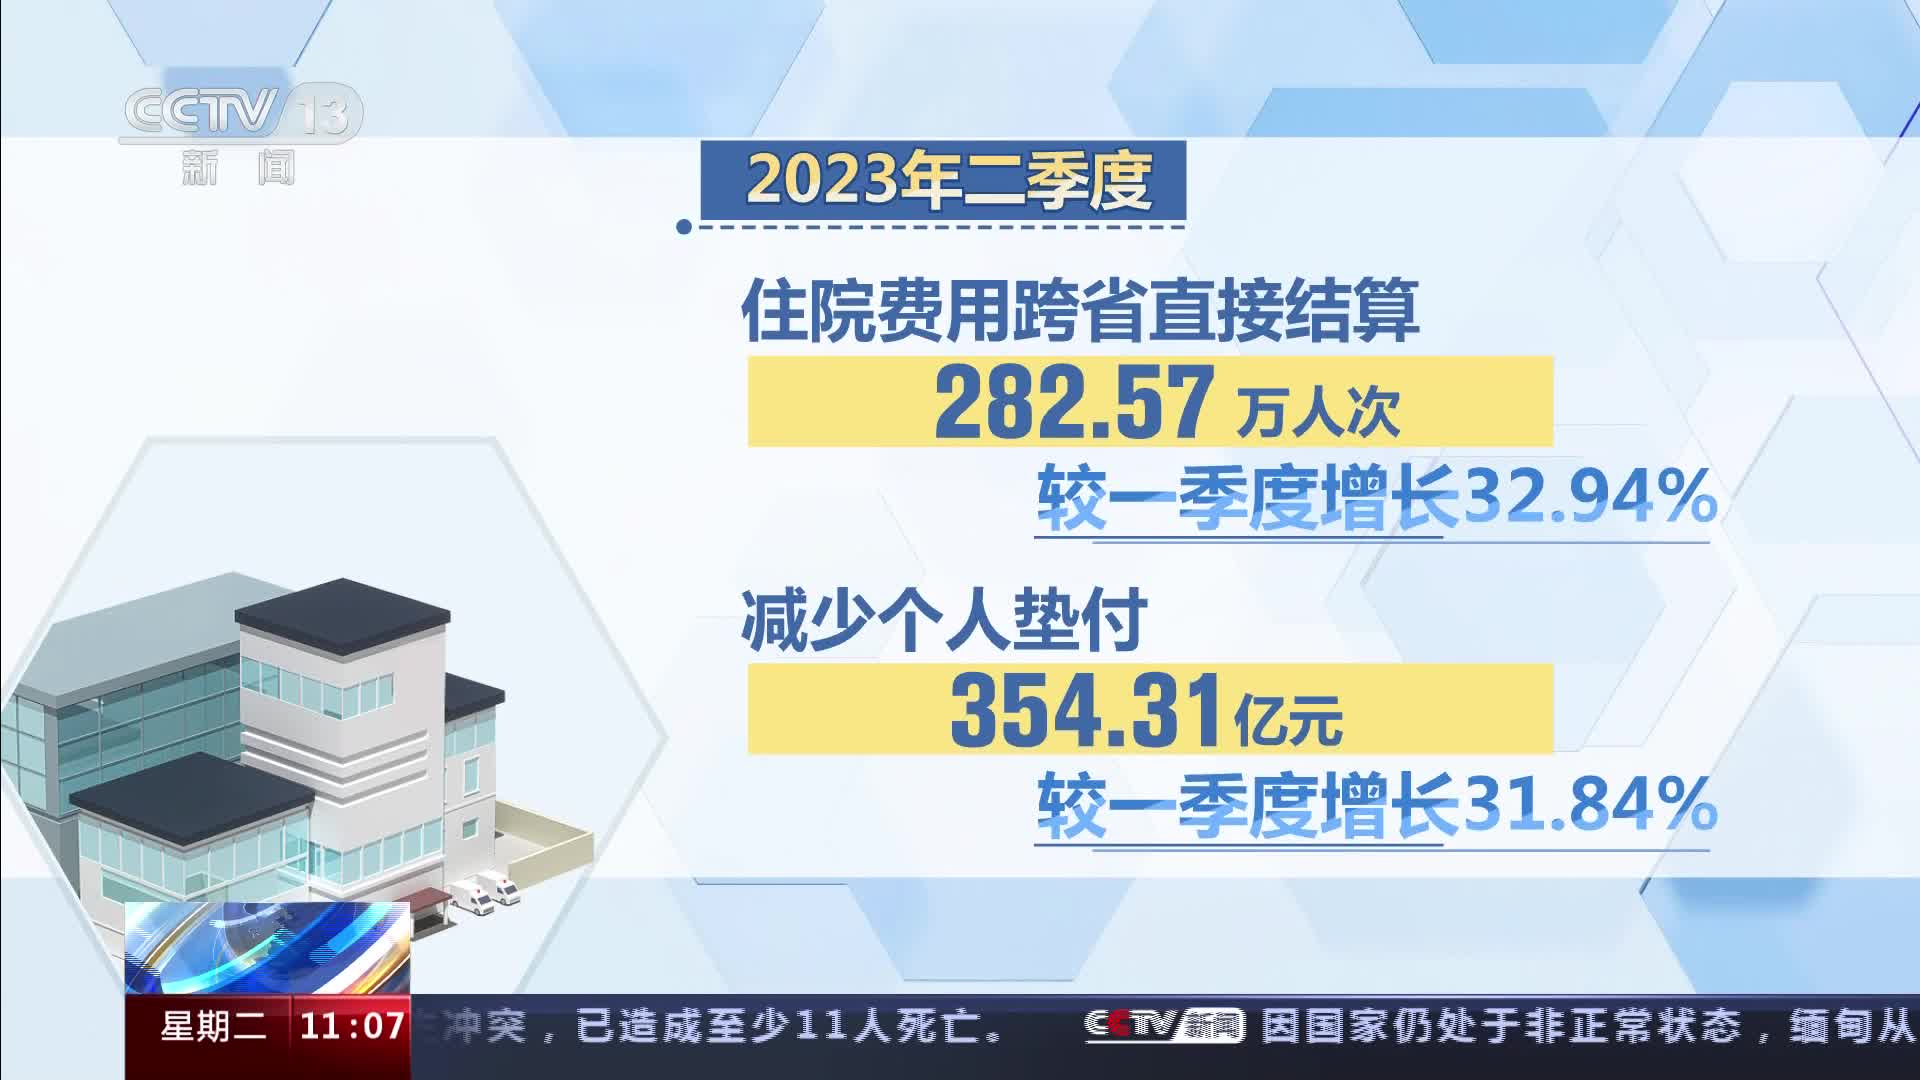 CCTV 13
新闻
2023年二季度
住院费用跨省直接结算
282.57 万人次
较一季度增长32.94%
减少个人垫付
354.31亿元
较一季度增长31.84%
星期二 11:07
冲突，已造成至少11人死亡。 CCTV新闻 因国家仍处于非正常状态，缅甸从